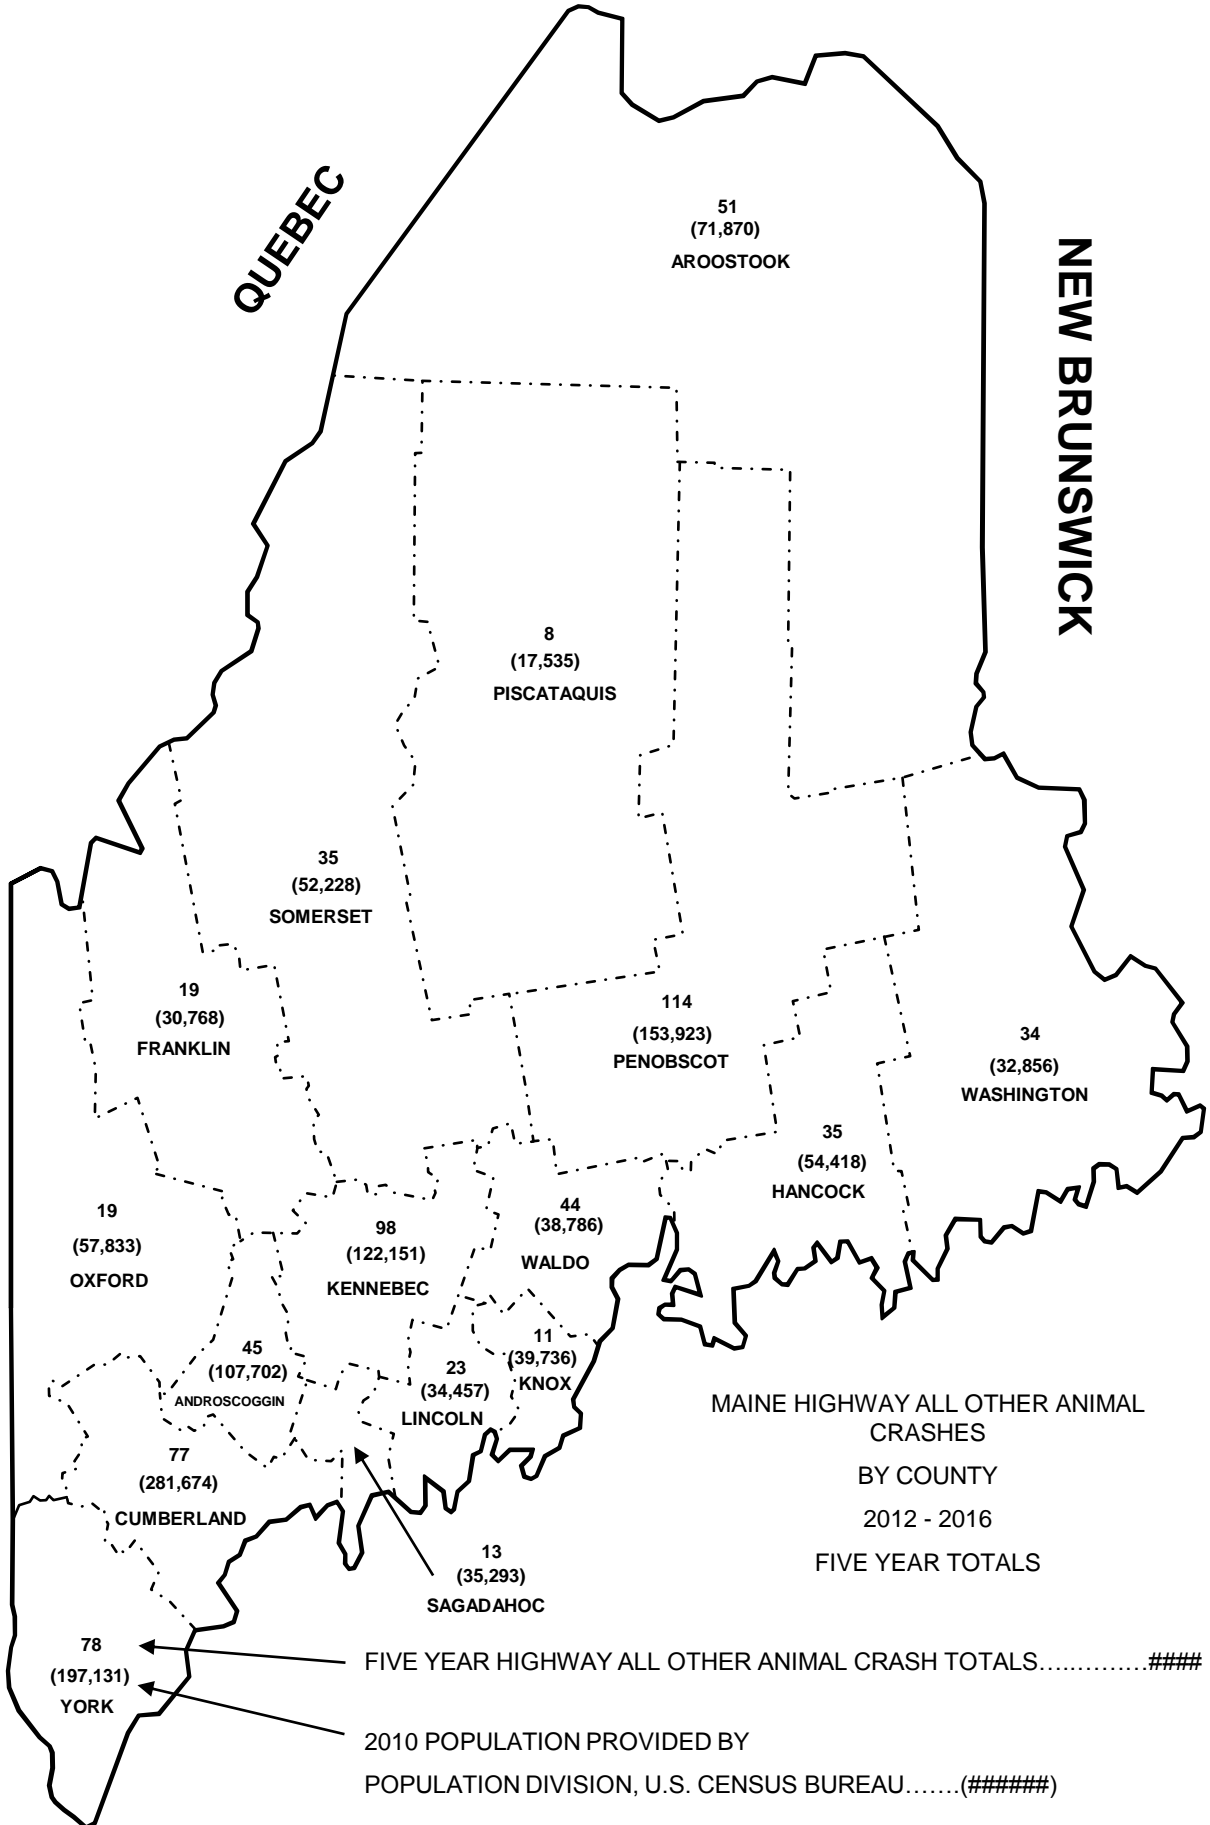 QUEBEC
51
(71,870)
AROOSTOOK
NEW BRUNSWICK
8
(17,535)
PISCATAQUIS
35
(52,228)
SOMERSET
19
(30,768)
FRANKLIN
114
(153,923)
PENOBSCOT
34
(32,856)
WASHINGTON
35
(54,418)
HANCOCK
19
(57,833)
OXFORD
98
(122,151)
KENNEBEC
44
(38,786)
WALDO
45
(107,702)
ANDROSCOGGIN
23
(34,457)
LINCOLN
11
(39,736)
KNOX
77
(281,674)
CUMBERLAND
13
(35,293)
SAGADAHOC
78
(197,131)
YORK
MAINE HIGHWAY ALL OTHER ANIMAL
CRASHES
BY COUNTY
2012 - 2016
FIVE YEAR TOTALS
FIVE YEAR HIGHWAY ALL OTHER ANIMAL CRASH TOTALS…..………####
2010 POPULATION PROVIDED BY
POPULATION DIVISION, U.S. CENSUS BUREAU…….(######)